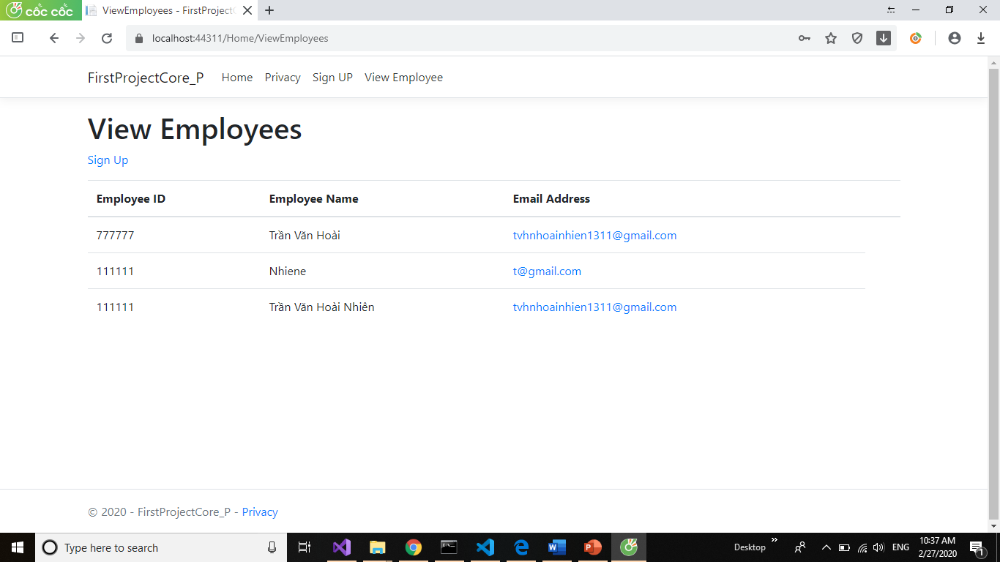 cốc cốc
ViewEmployees - FirstProject
localhost:44311/Home/ViewEmployees
FirstProjectCore_P Home Privacy Sign UP View Employee
View Employees
Sign Up
Employee ID Employee Name Email Address
777777 Trần Văn Hoài tvhnhoainhien1311@gmail.com
111111 Nhiene t@gmail.com
111111 Trần Văn Hoài Nhiên tvhnhoainhien1311@gmail.com
© 2020 - FirstProjectCore_P - Privacy
Type here to search
Desktop
ENG
10:37 AM
2/27/2020
1